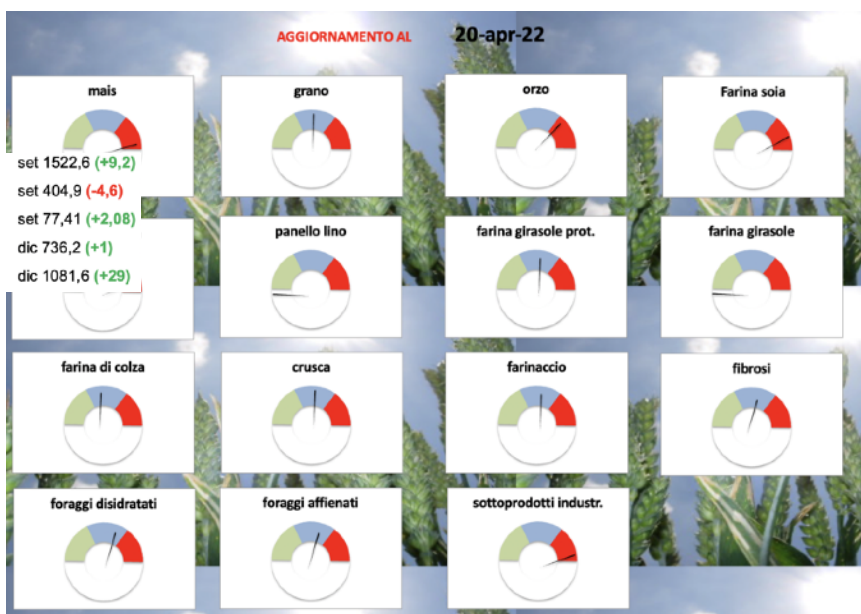 AGGIORNAMENTO AL 20-apr-22
mais
grano
orzo
Farina soia
set 1522,6 (+9,2)
set 404,9 (-4,6)
set 77,41 (+2,08)
dic 736,2 (+1)
dic 1081,6 (+29)
panello lino
farina girasole prot.
farina girasole
farina di colza
crusca
farinaccio
fibrosi
foraggi disidratati
foraggi affienati
sottoprodotti industr.